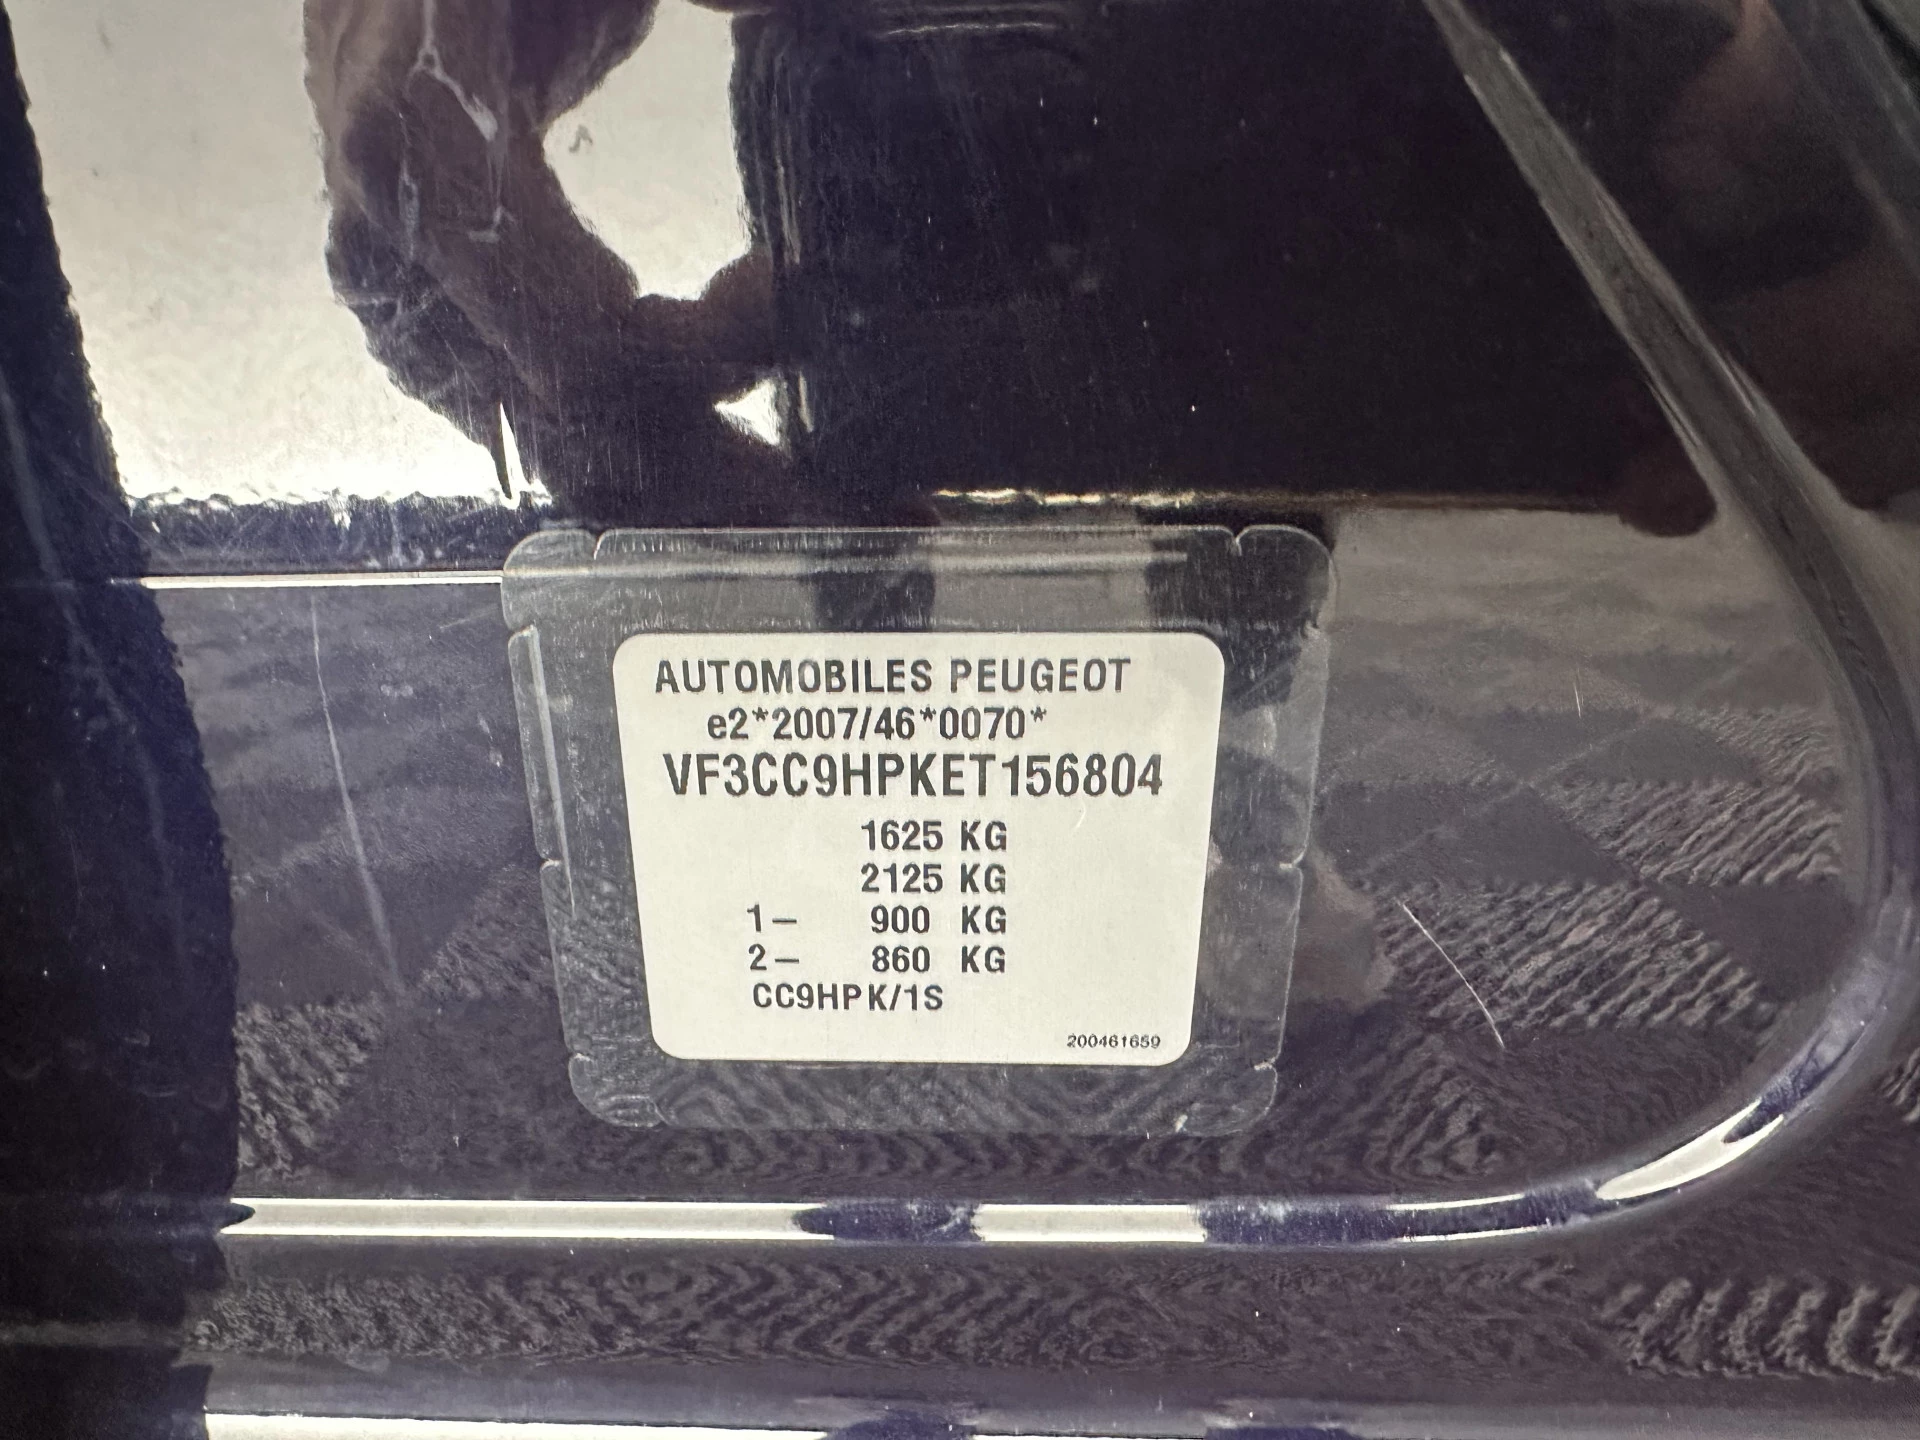 AUTOMOBILES PEUGEOT
e2*2007/46*0070*
VF3CC9HPKET156804
1625 KG
2125 KG
1- 900 KG
2- 860 KG
CC9HPK/1S
200461659